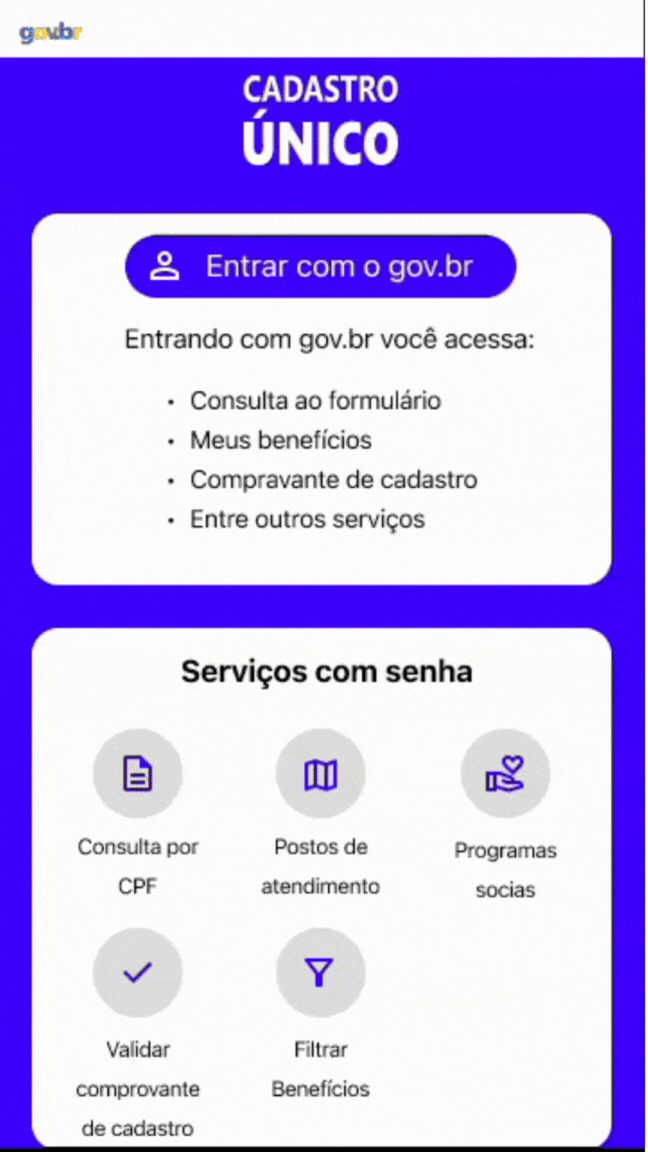 gov.br
CADASTRO
ÚNICO
Entrar com o gov.br
Entrando com gov.br você acessa:
• Consulta ao formulário
• Meus benefícios
• Compravante de cadastro
• Entre outros serviços
Serviços com senha
Consulta por
CPF
Postos de
atendimento
Programas
socias
Validar
comprovante
de cadastro
Filtrar
Benefícios